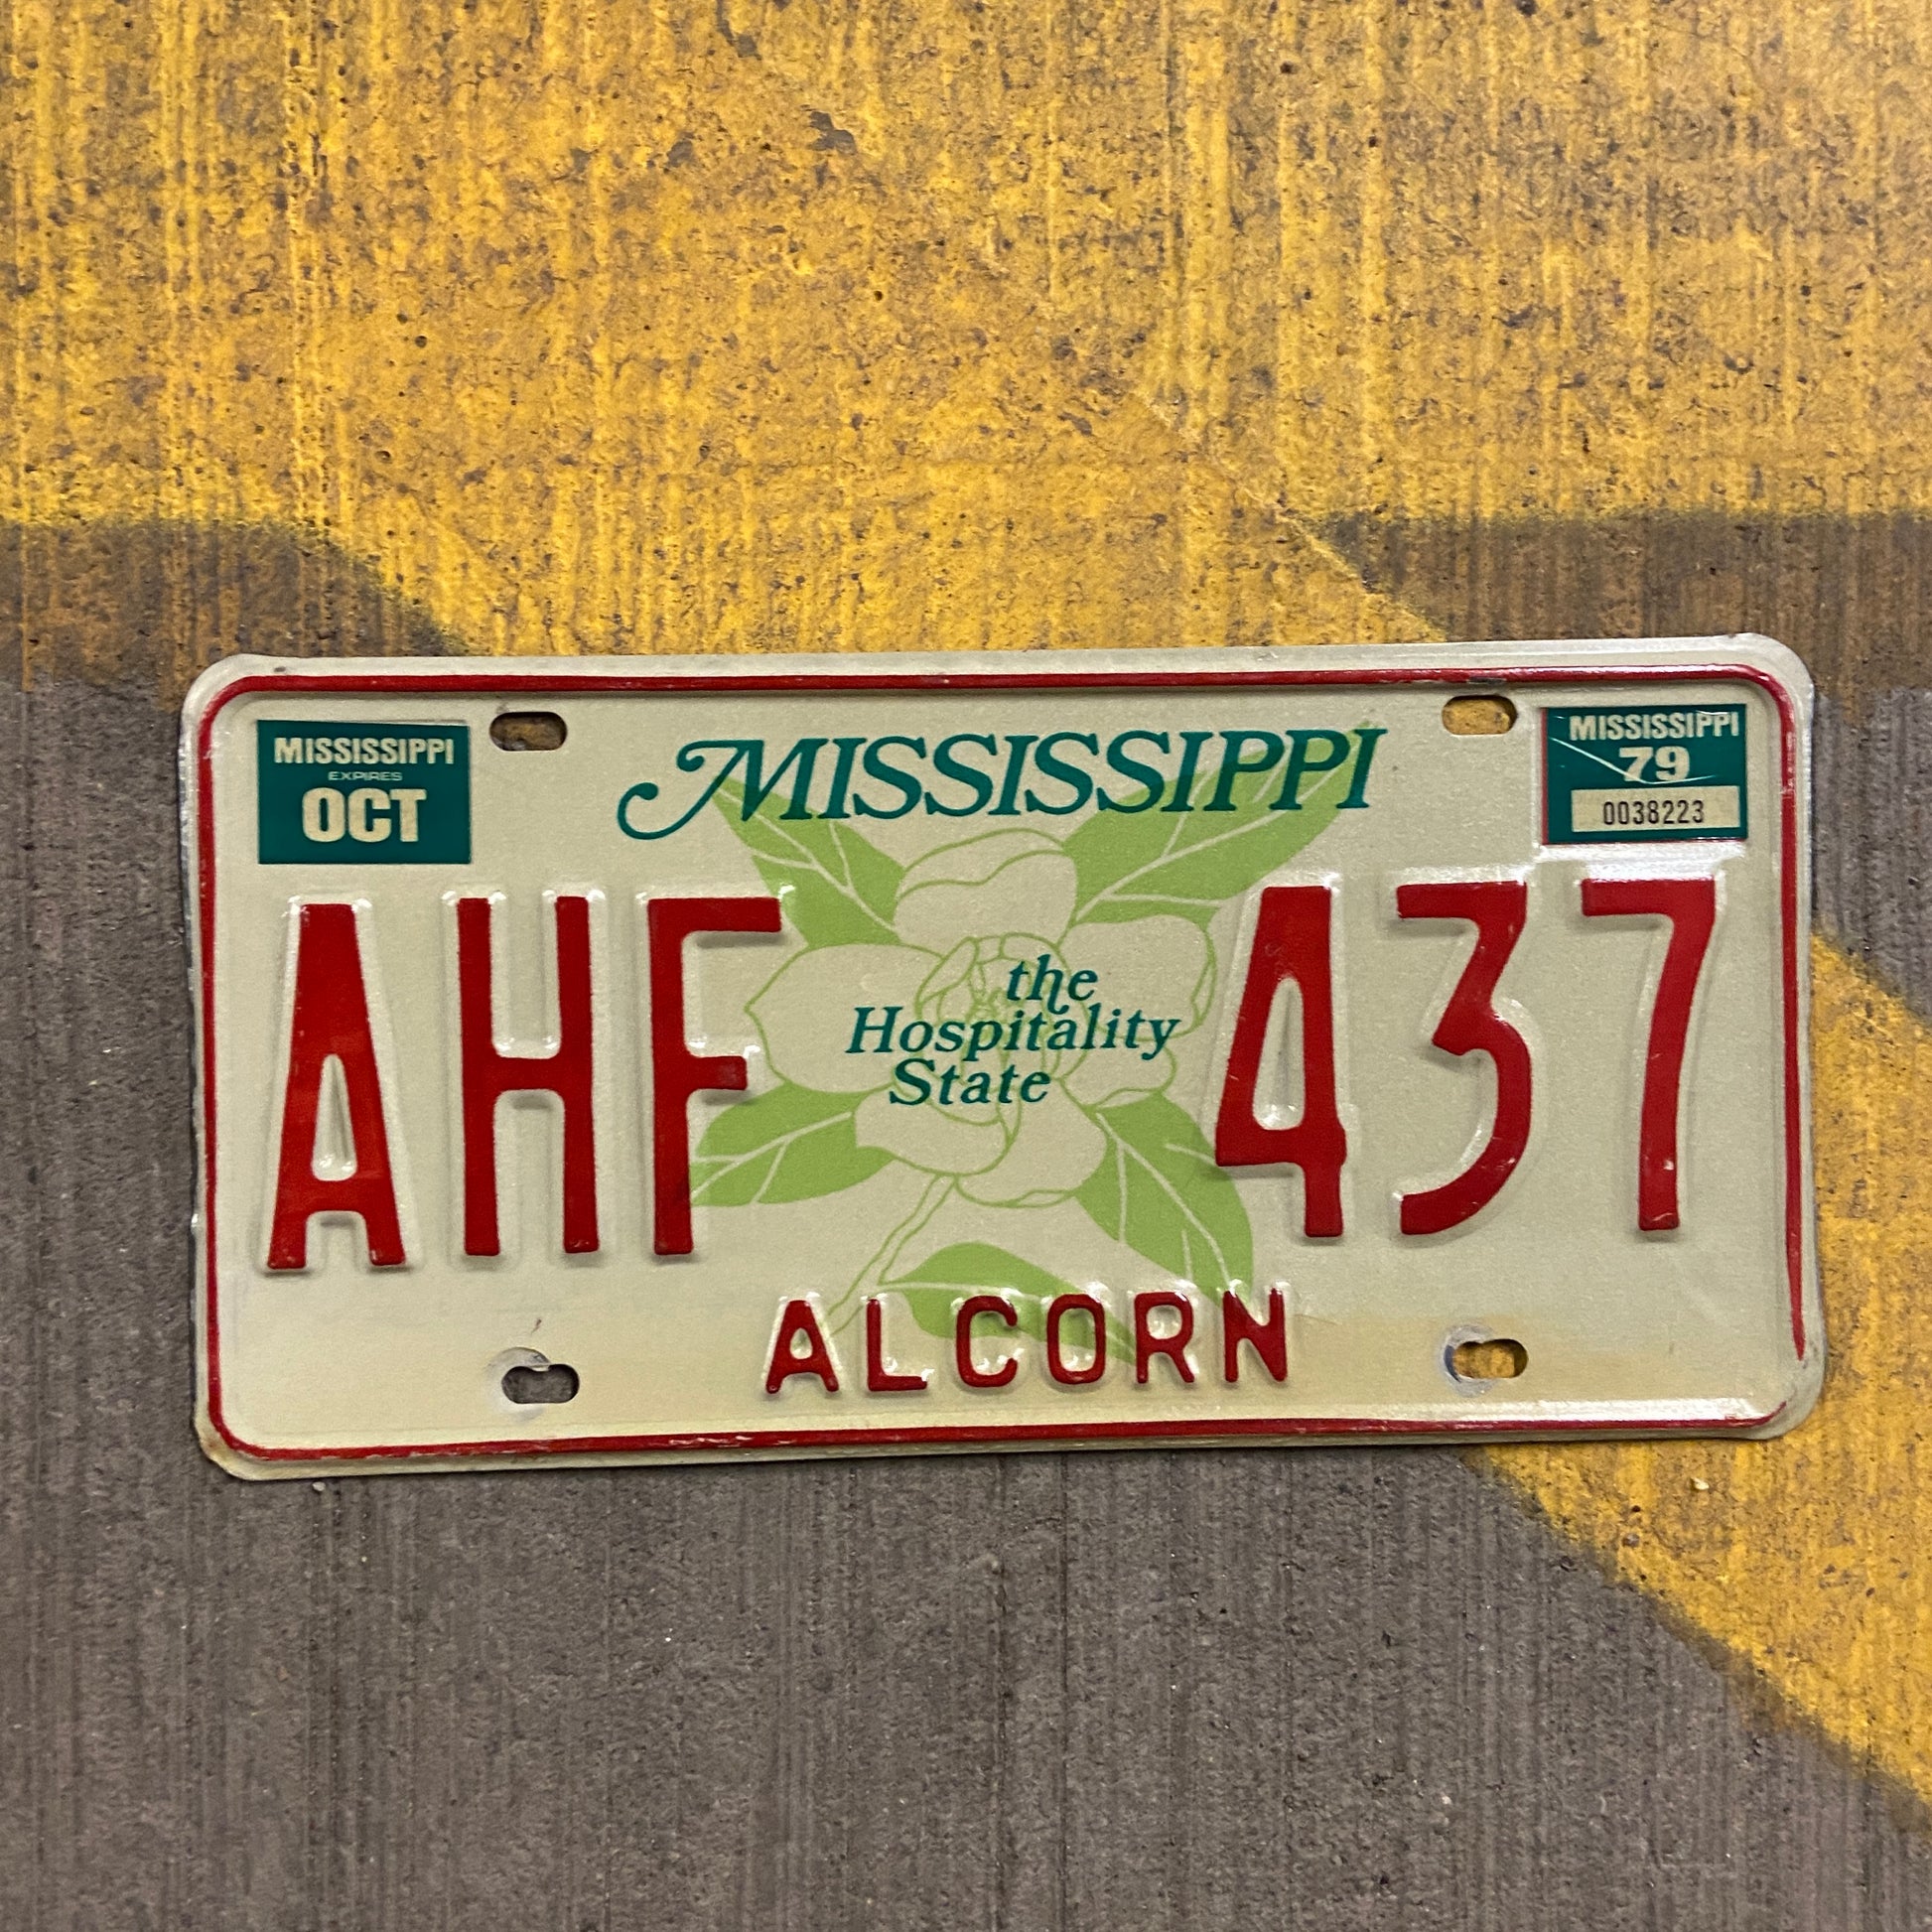 MISSISSIPPI
EXPIRES
OCT
MISSISSIPPI
MISSISSIPPI
79
0038223
AHF 437
the
Hospitality
State
ALCORN